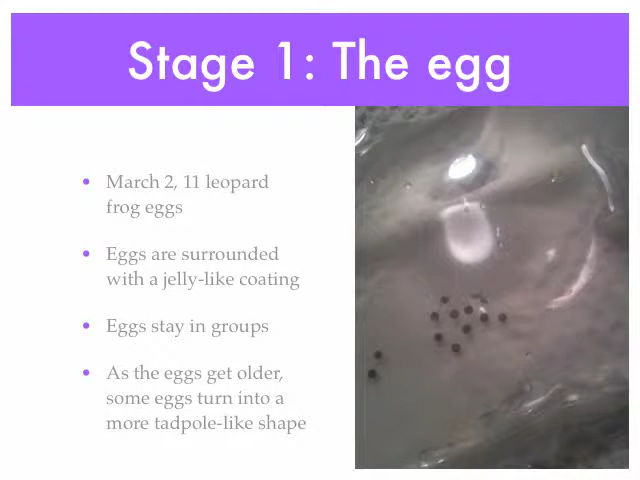 Stage 1: The egg
• March 2, 11 leopard
frog eggs
• Eggs are surrounded
with a jelly-like coating
• Eggs stay in groups
• As the eggs get older,
some eggs turn into a
more tadpole-like shape